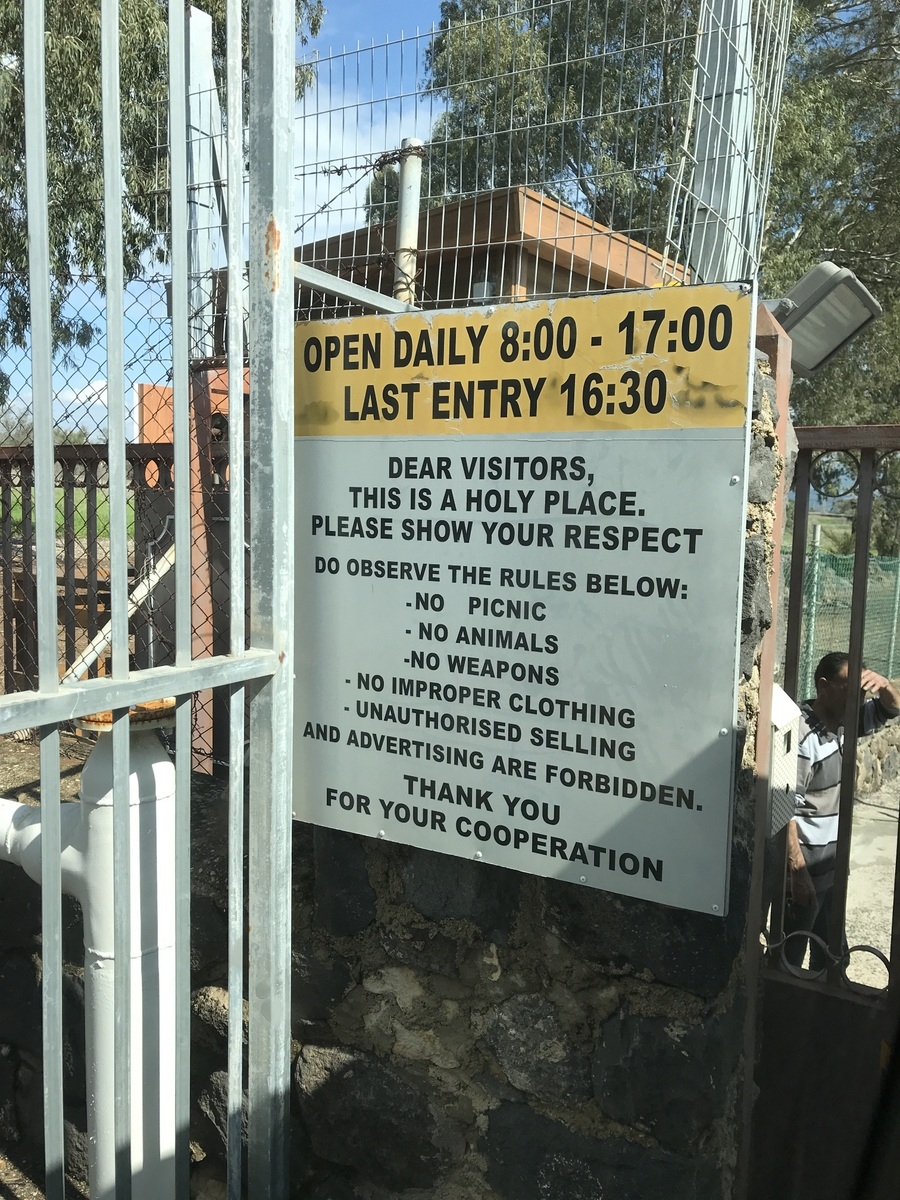 OPEN DAILY 8:00 - 17:00
LAST ENTRY 16:30
DEAR VISITORS,
THIS IS A HOLY PLACE.
PLEASE SHOW YOUR RESPECT
DO OBSERVE THE RULES BELOW:
-NO PICNIC
- NO ANIMALS
-NO WEAPONS
- NO IMPROPER CLOTHING
- UNAUTHORISED SELLING
AND ADVERTISING ARE FORBIDDEN.
THANK YOU
FOR YOUR COOPERATION